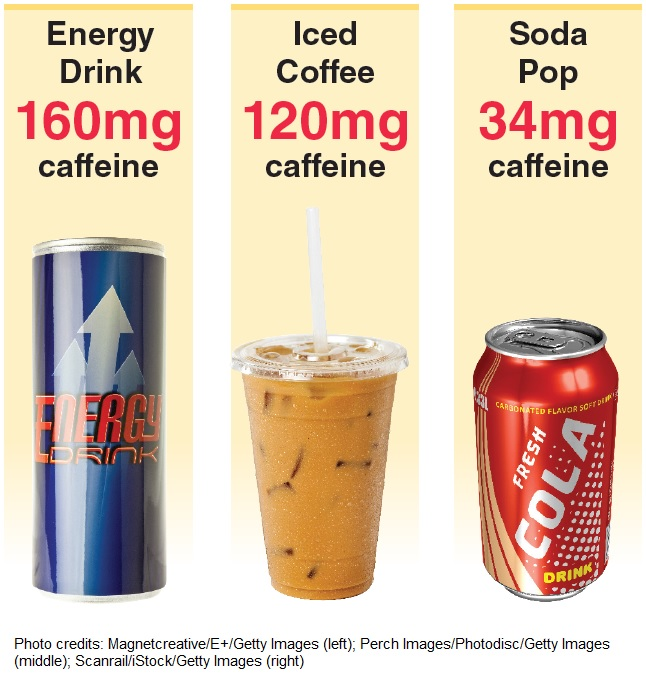 Energy
Drink
160mg
caffeine
Iced
Coffee
120mg
caffeine
Soda
Pop
34mg
caffeine
ENERGY
DRINK
CARBONATED FLAVOR SOFT DRINK
FRESH
COLA
DRINK
Photo credits: Magnetcreative/E+/Getty Images (left); Perch Images/Photodisc/Getty Images
(middle); Scanrail/iStock/Getty Images (right)